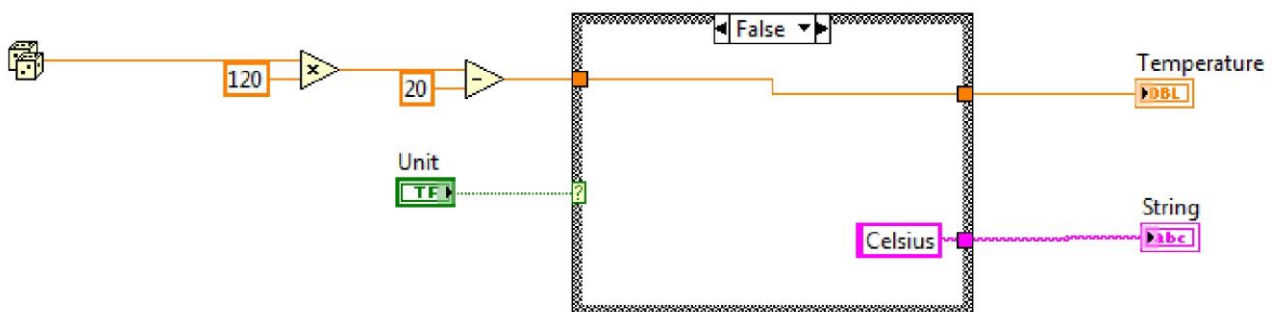 False
Temperature
DBL
120
×
20
−
Unit
TF
?
String
Celsius
abc